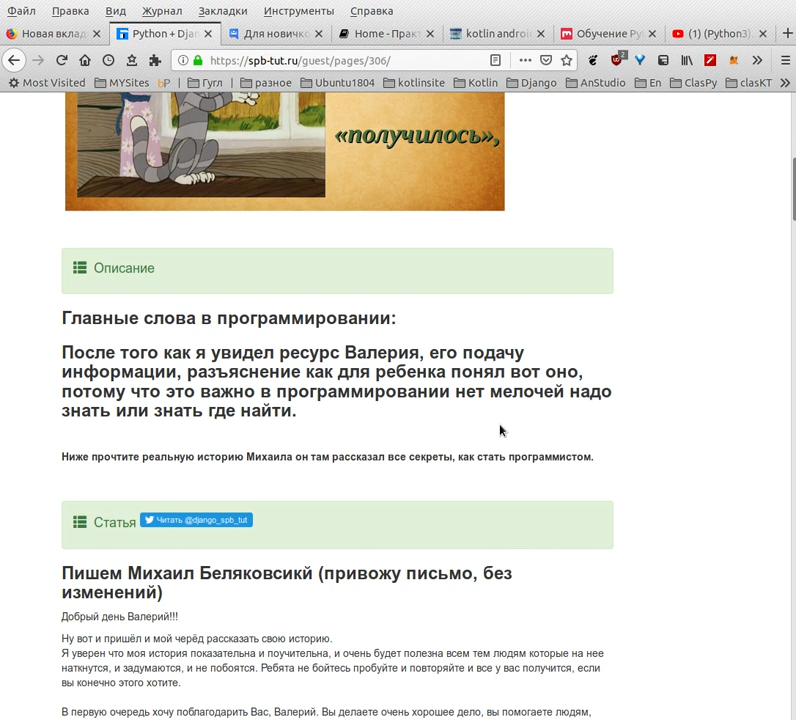 Файл Вид Журнал Закладки Инструменты Справка
Новая вклад Python + Djan Для новичко Home - Прак kotlin androi Обучение Py (1) (Python3)
https://spb-tut.ru/guest/pages/306/
2
Most Visited MYSites Гугл разное Ubuntu1804 kotlinsite Kotlin Django AnStudio En ClasPy clasKT
«получилось»,
Описание
Главные слова в программировании:
После того как я увидел ресурс Валерия, его подачу
информации, разъяснение как для ребенка понял вот оно,
потому что это важно в программировании нет мелочей надо
знать или знать где найти.
Ниже прочтите реальную историю Михаила он там рассказал все секреты, как стать программистом.
Статья Читать @django_spb_tut
Пишем Михаил Беляковсикй (привожу письмо, без
изменений)
Добрый день Валерий!!!
Ну вот и пришёл и мой черёд рассказать свою историю.
Я уверен что моя история показательна и поучительна, и очень будет полезна всем тем людям которые на нее
наткнутся, и задумаются, и не побоятся. Ребята не бойтесь пробуйте и повторяйте и все у вас получится, если
вы конечно этого хотите.
В первую очередь хочу поблагодарить Вас, Валерий. Вы делаете очень хорошее дело, вы помогаете людям,